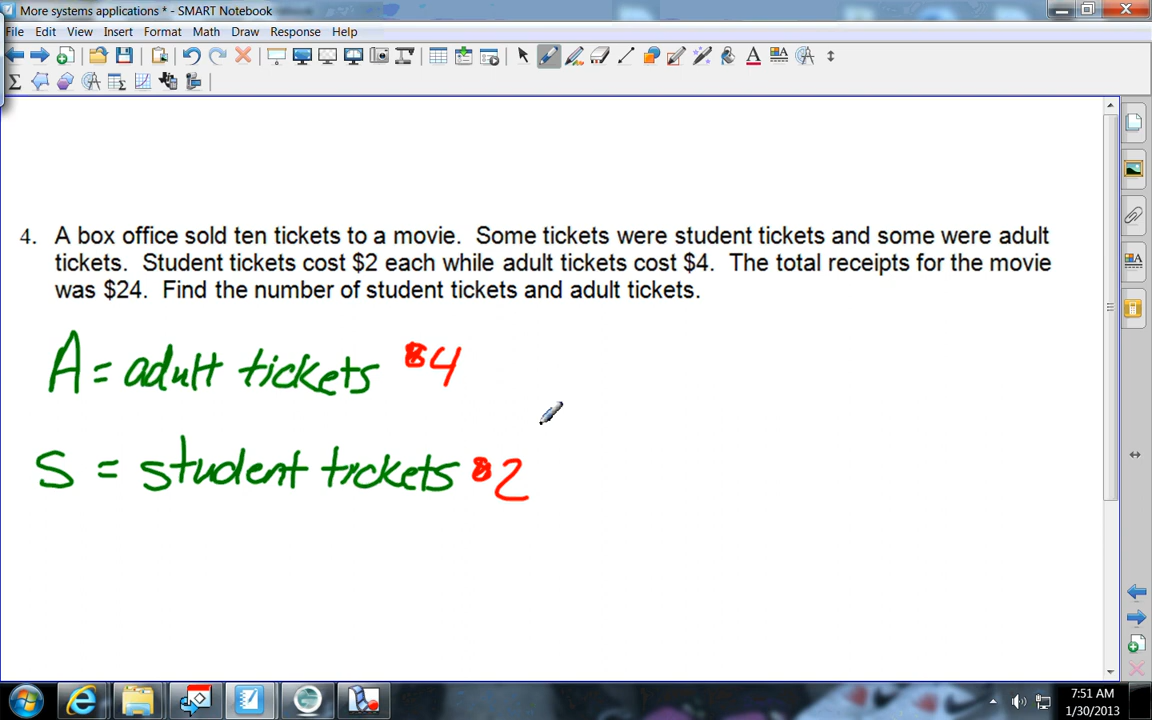 More systems applications * - SMART Notebook
File Edit View Insert Format Math Draw Response Help
4. A box office sold ten tickets to a movie. Some tickets were student tickets and some were adult
tickets. Student tickets cost $2 each while adult tickets cost $4. The total receipts for the movie
was $24. Find the number of student tickets and adult tickets.
A = adult tickets $4
S = student tickets $2
7:51 AM
1/30/2013